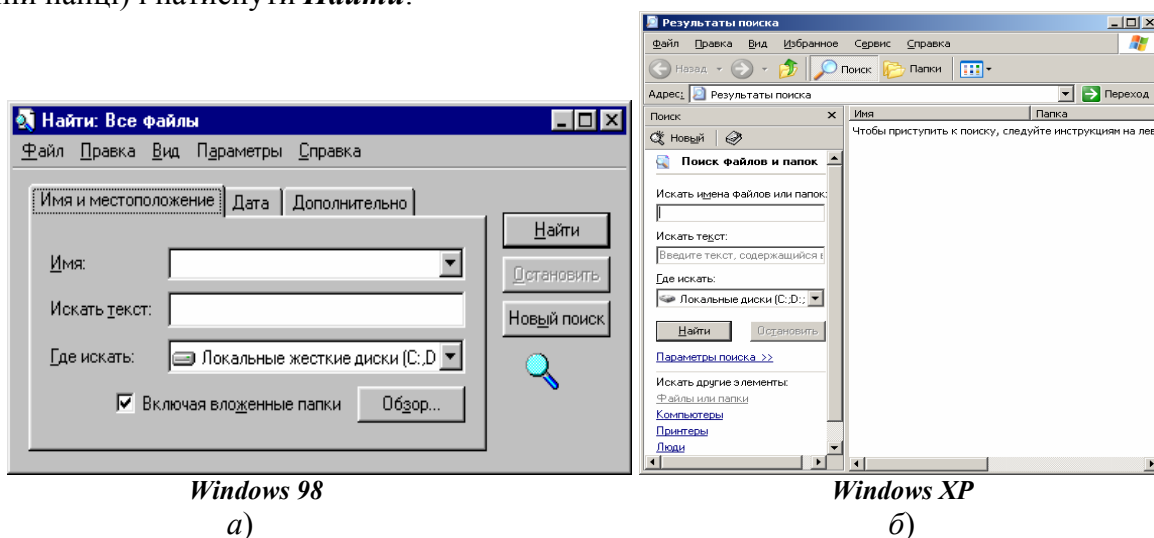 і натиснути Найти.
Найти: Все файлы
Файл Правка Вид Параметры Справка
Имя и местоположение Дата Дополнительно
Имя:
Искать текст:
Где искать: Локальные жесткие диски (C:,D
Включая вложенные папки Обзор...
Найти
Остановить
Новый поиск
Результаты поиска
Файл Правка Вид Избранное Сервис Справка
Назад Поиск Папки
Адрес: Результаты поиска Переход
Поиск
Новый
Поиск файлов и папок
Искать имена файлов или папок:
Искать текст:
Введите текст, содержащийся
Где искать:
Локальные диски (C:;D:;
Найти Остановить
Параметры поиска >>
Искать другие элементы:
Файлы или папки
Компьютеры
Принтеры
Люди
Имя Папка
Чтобы приступить к поиску, следуйте инструкциям на лев
Windows 98 Windows XP
а) б)